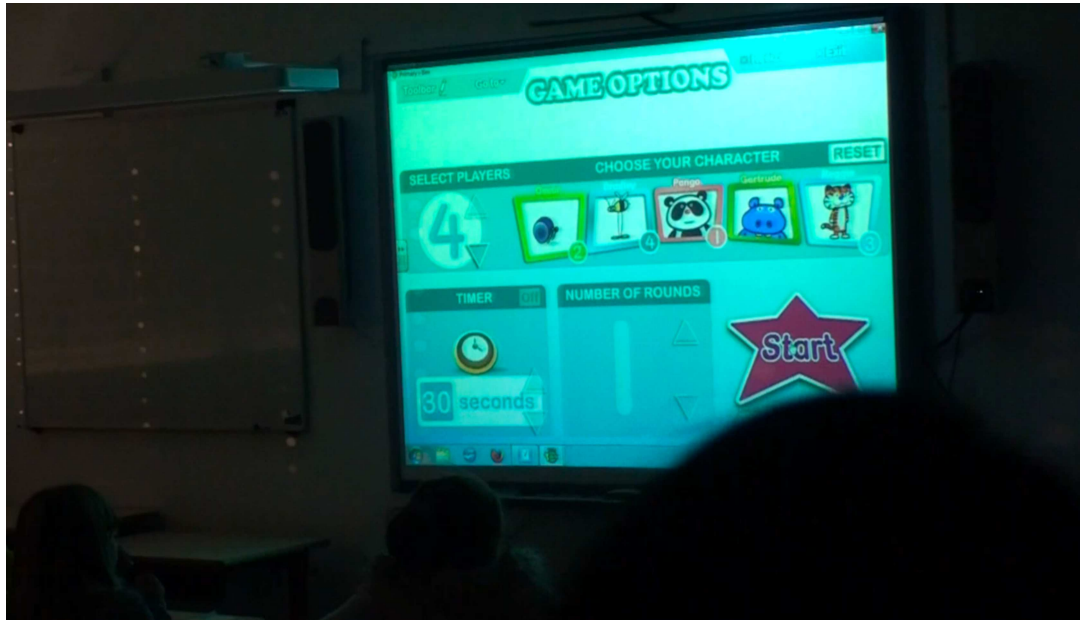 GAME OPTIONS
SELECT PLAYERS
CHOOSE YOUR CHARACTER
RESET
4
Pongo
Gertrude
2
4
1
3
TIMER
NUMBER OF ROUNDS
Start
30 seconds